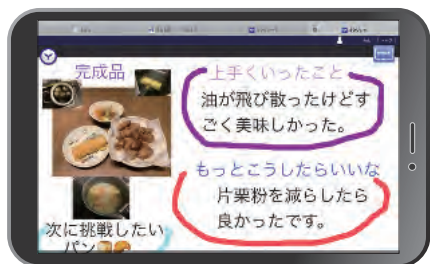 完成品
上手くいったこと
油が飛び散ったけどす
ごく美味しかった。
もっとこうしたらいいな
片栗粉を減らしたら
良かったです。
次に挑戦したい
パン